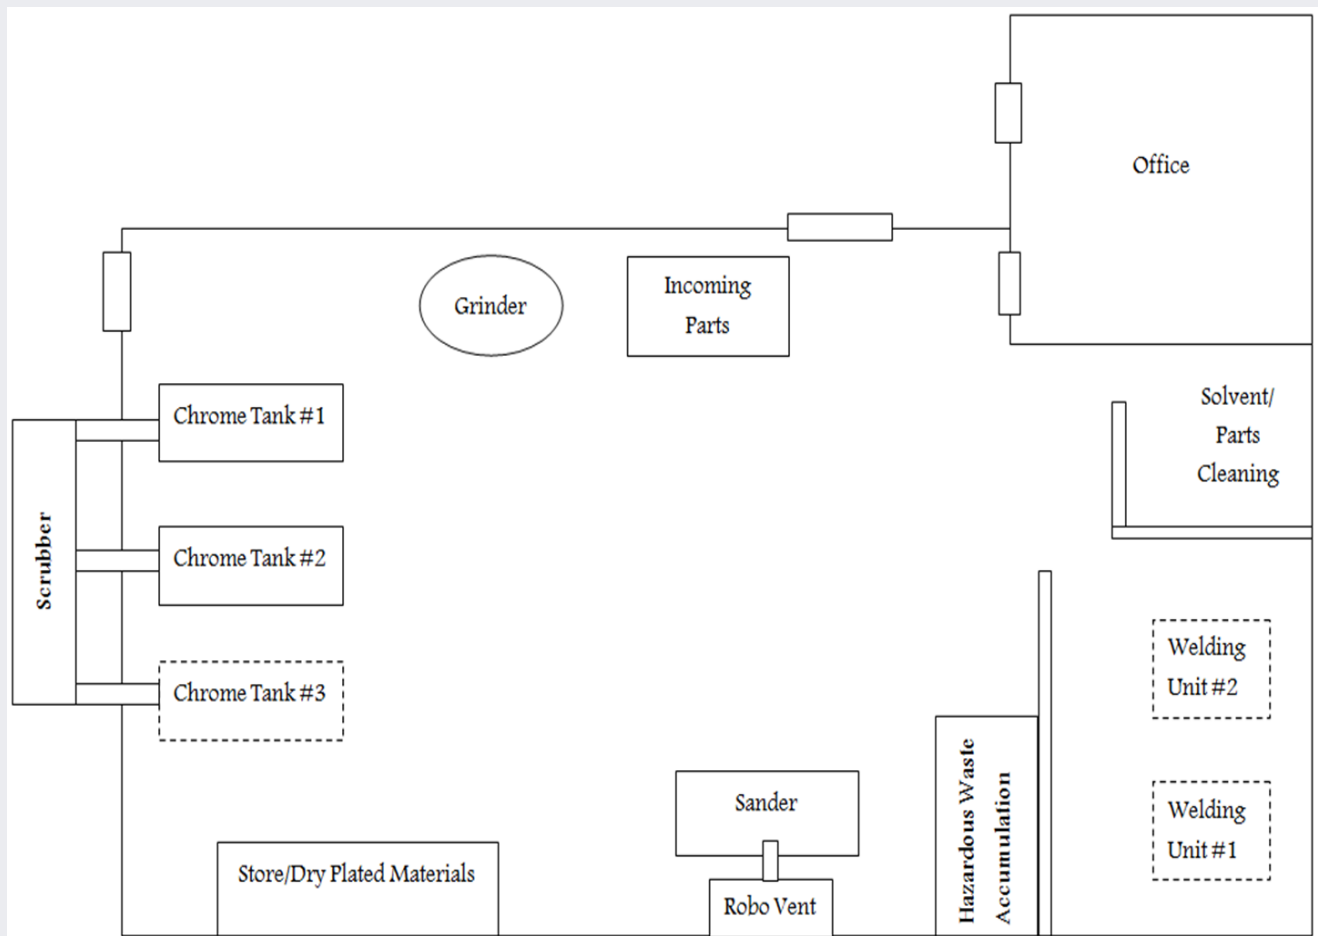 Office
Grinder
Incoming
Parts
Chrome Tank #1
Solvent/
Parts
Cleaning
Scrubber
Chrome Tank #2
Chrome Tank #3
Welding
Unit #2
Sander
Hazardous Waste
Accumulation
Welding
Unit #1
Store/Dry Plated Materials
Robo Vent